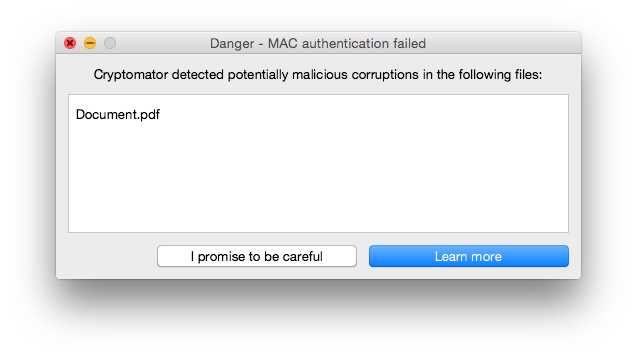 Danger - MAC authentication failed
Cryptomator detected potentially malicious corruptions in the following files:
Document.pdf
I promise to be careful
Learn more